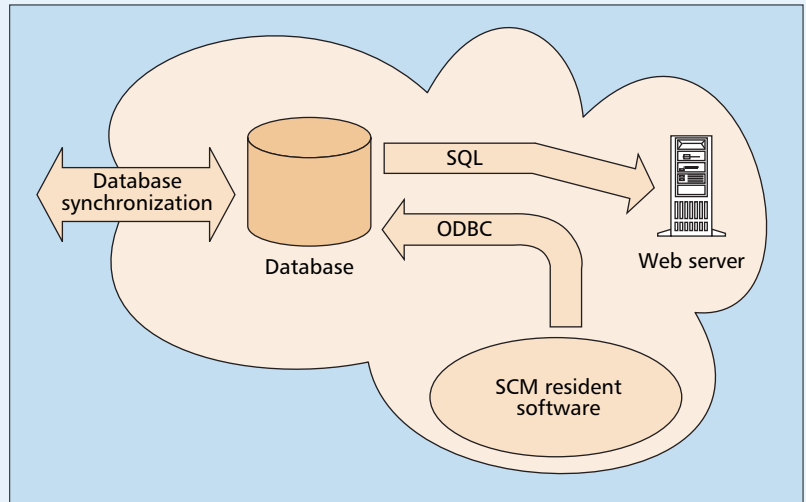 Database
synchronization
SQL
ODBC
Database
Web server
SCM resident
software